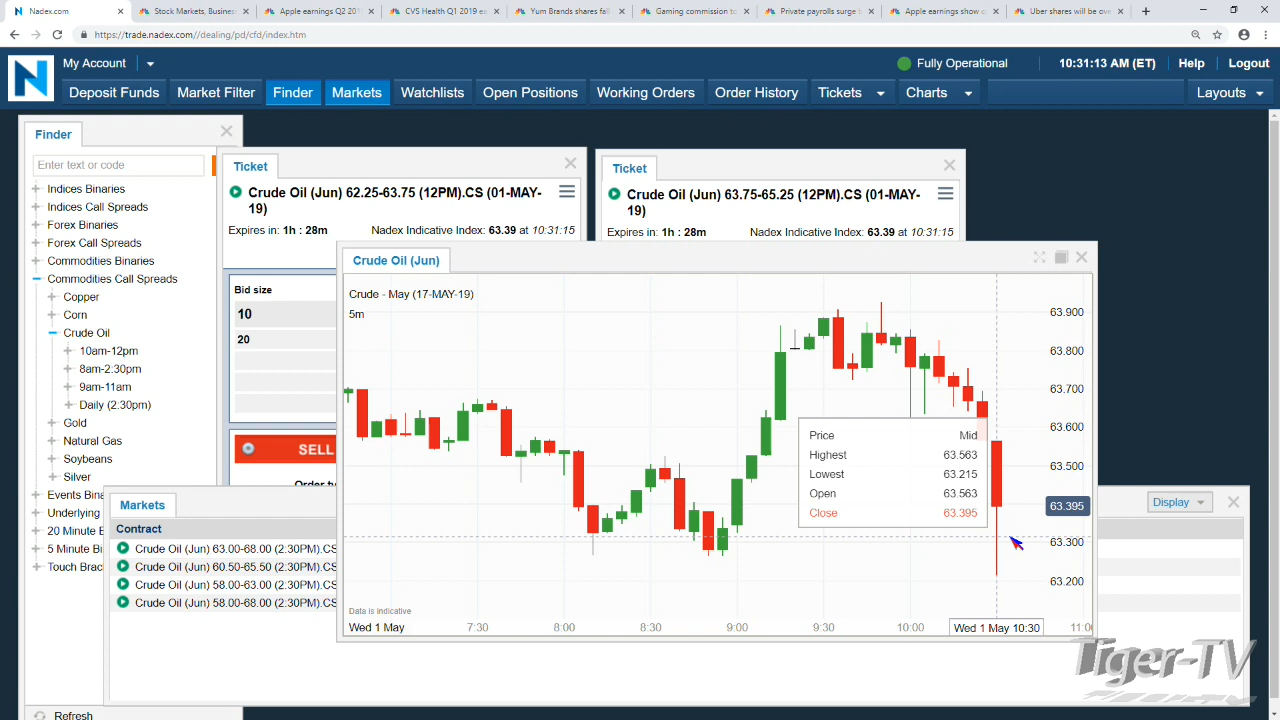 Nadex.com
Stock Markets, Busines
Apple earnings Q2 201
CVS Health Q1 2019 ea
Yum Brands shares fall
Gaming commission to
Private payrolls surge
Apple earnings show
Uber shares will be ove
https://trade.nadex.com//dealing/pd/cfd/index.htm
N
My Account
Fully Operational
10:31:13 AM (ET)
Help
Logout
Deposit Funds
Market Filter
Finder
Markets
Watchlists
Open Positions
Working Orders
Order History
Tickets
Charts
Layouts
Finder
Enter text or code
Indices Binaries
Indices Call Spreads
Forex Binaries
Forex Call Spreads
Commodities Binaries
Commodities Call Spreads
Copper
Corn
Crude Oil
10am-12pm
8am-2:30pm
9am-11am
Daily (2:30pm)
Gold
Natural Gas
Soybeans
Silver
Events Bina
Underlying
20 Minute B
5 Minute Bi
Touch Brac
Refresh
Ticket
Crude Oil (Jun) 62.25-63.75 (12PM).CS (01-MAY-
19)
Expires in: 1h : 28m
Nadex Indicative Index: 63.39 at 10:31:15
Bid size
10
20
SELL
Order ty
Ticket
Crude Oil (Jun) 63.75-65.25 (12PM).CS (01-MAY-
19)
Expires in: 1h : 28m
Nadex Indicative Index: 63.39 at 10:31:15
Crude Oil (Jun)
Crude - May (17-MAY-19)
5m
63.900
63.800
63.700
63.600
63.500
63.395
63.300
63.200
Price Mid
Highest 63.563
Lowest 63.215
Open 63.563
Close 63.395
Data is Indicative
Wed 1 May
7:30
8:00
8:30
9:00
9:30
10:00
Wed 1 May 10:30
11:0
Markets
Display
Contract
Crude Oil (Jun) 63.00-68.00 (2:30PM).CS
Crude Oil (Jun) 60.50-65.50 (2:30PM).CS
Crude Oil (Jun) 58.00-63.00 (2:30PM).CS
Crude Oil (Jun) 58.00-68.00 (2:30PM).CS
Tiger-TV